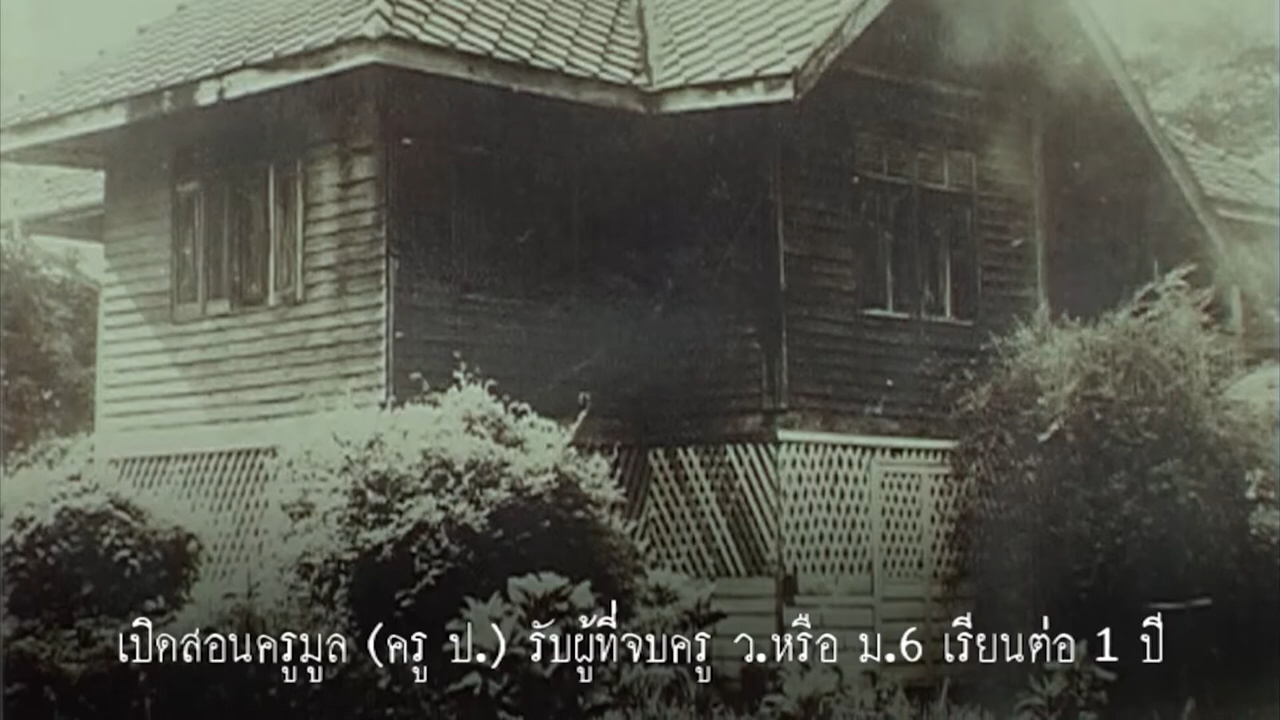 เปิดสอนครูมูล (ครู ป.) รับผู้ที่จบครู ว.หรือ ม.6 เรียนต่อ 1 ปี